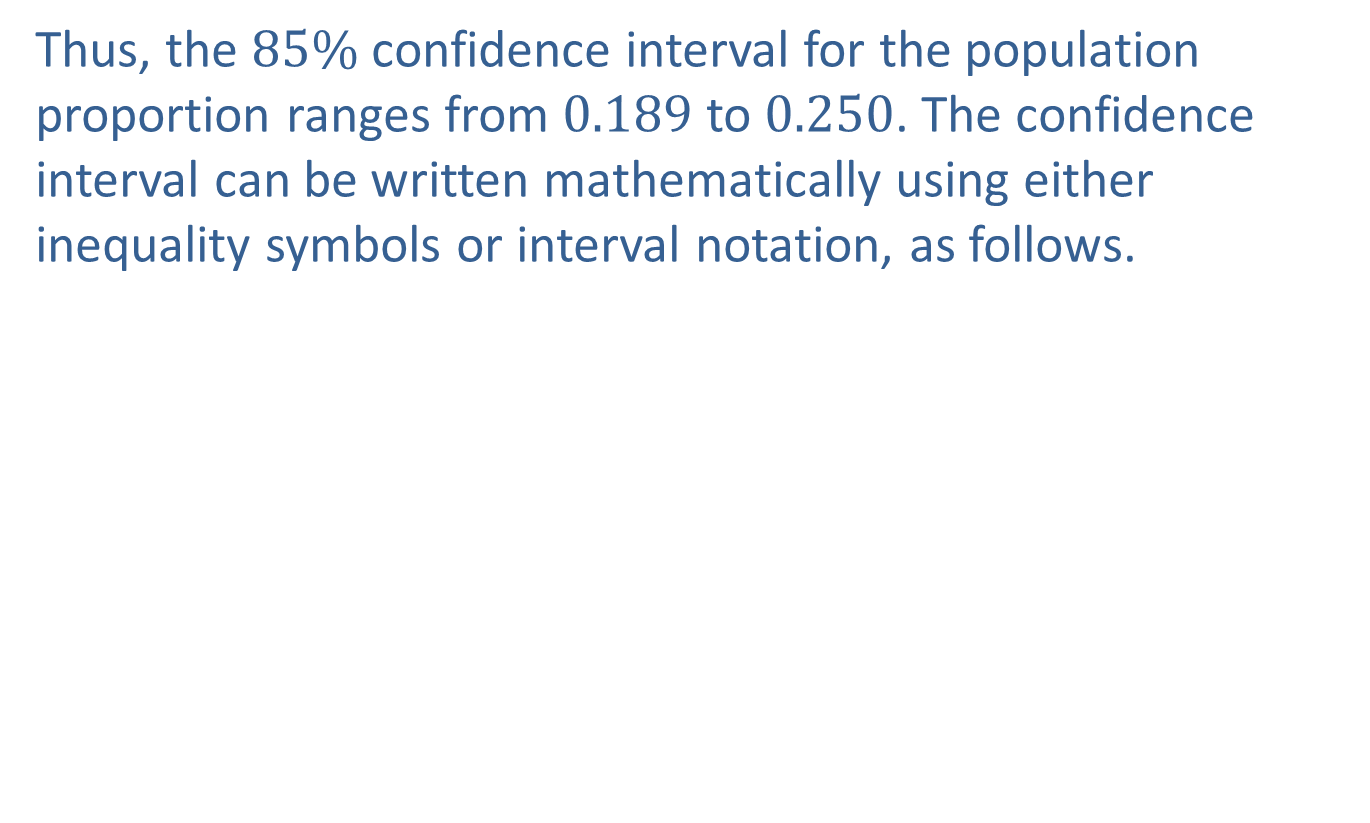 Thus, the 85% confidence interval for the population
proportion ranges from 0.189 to 0.250. The confidence
interval can be written mathematically using either
inequality symbols or interval notation, as follows.